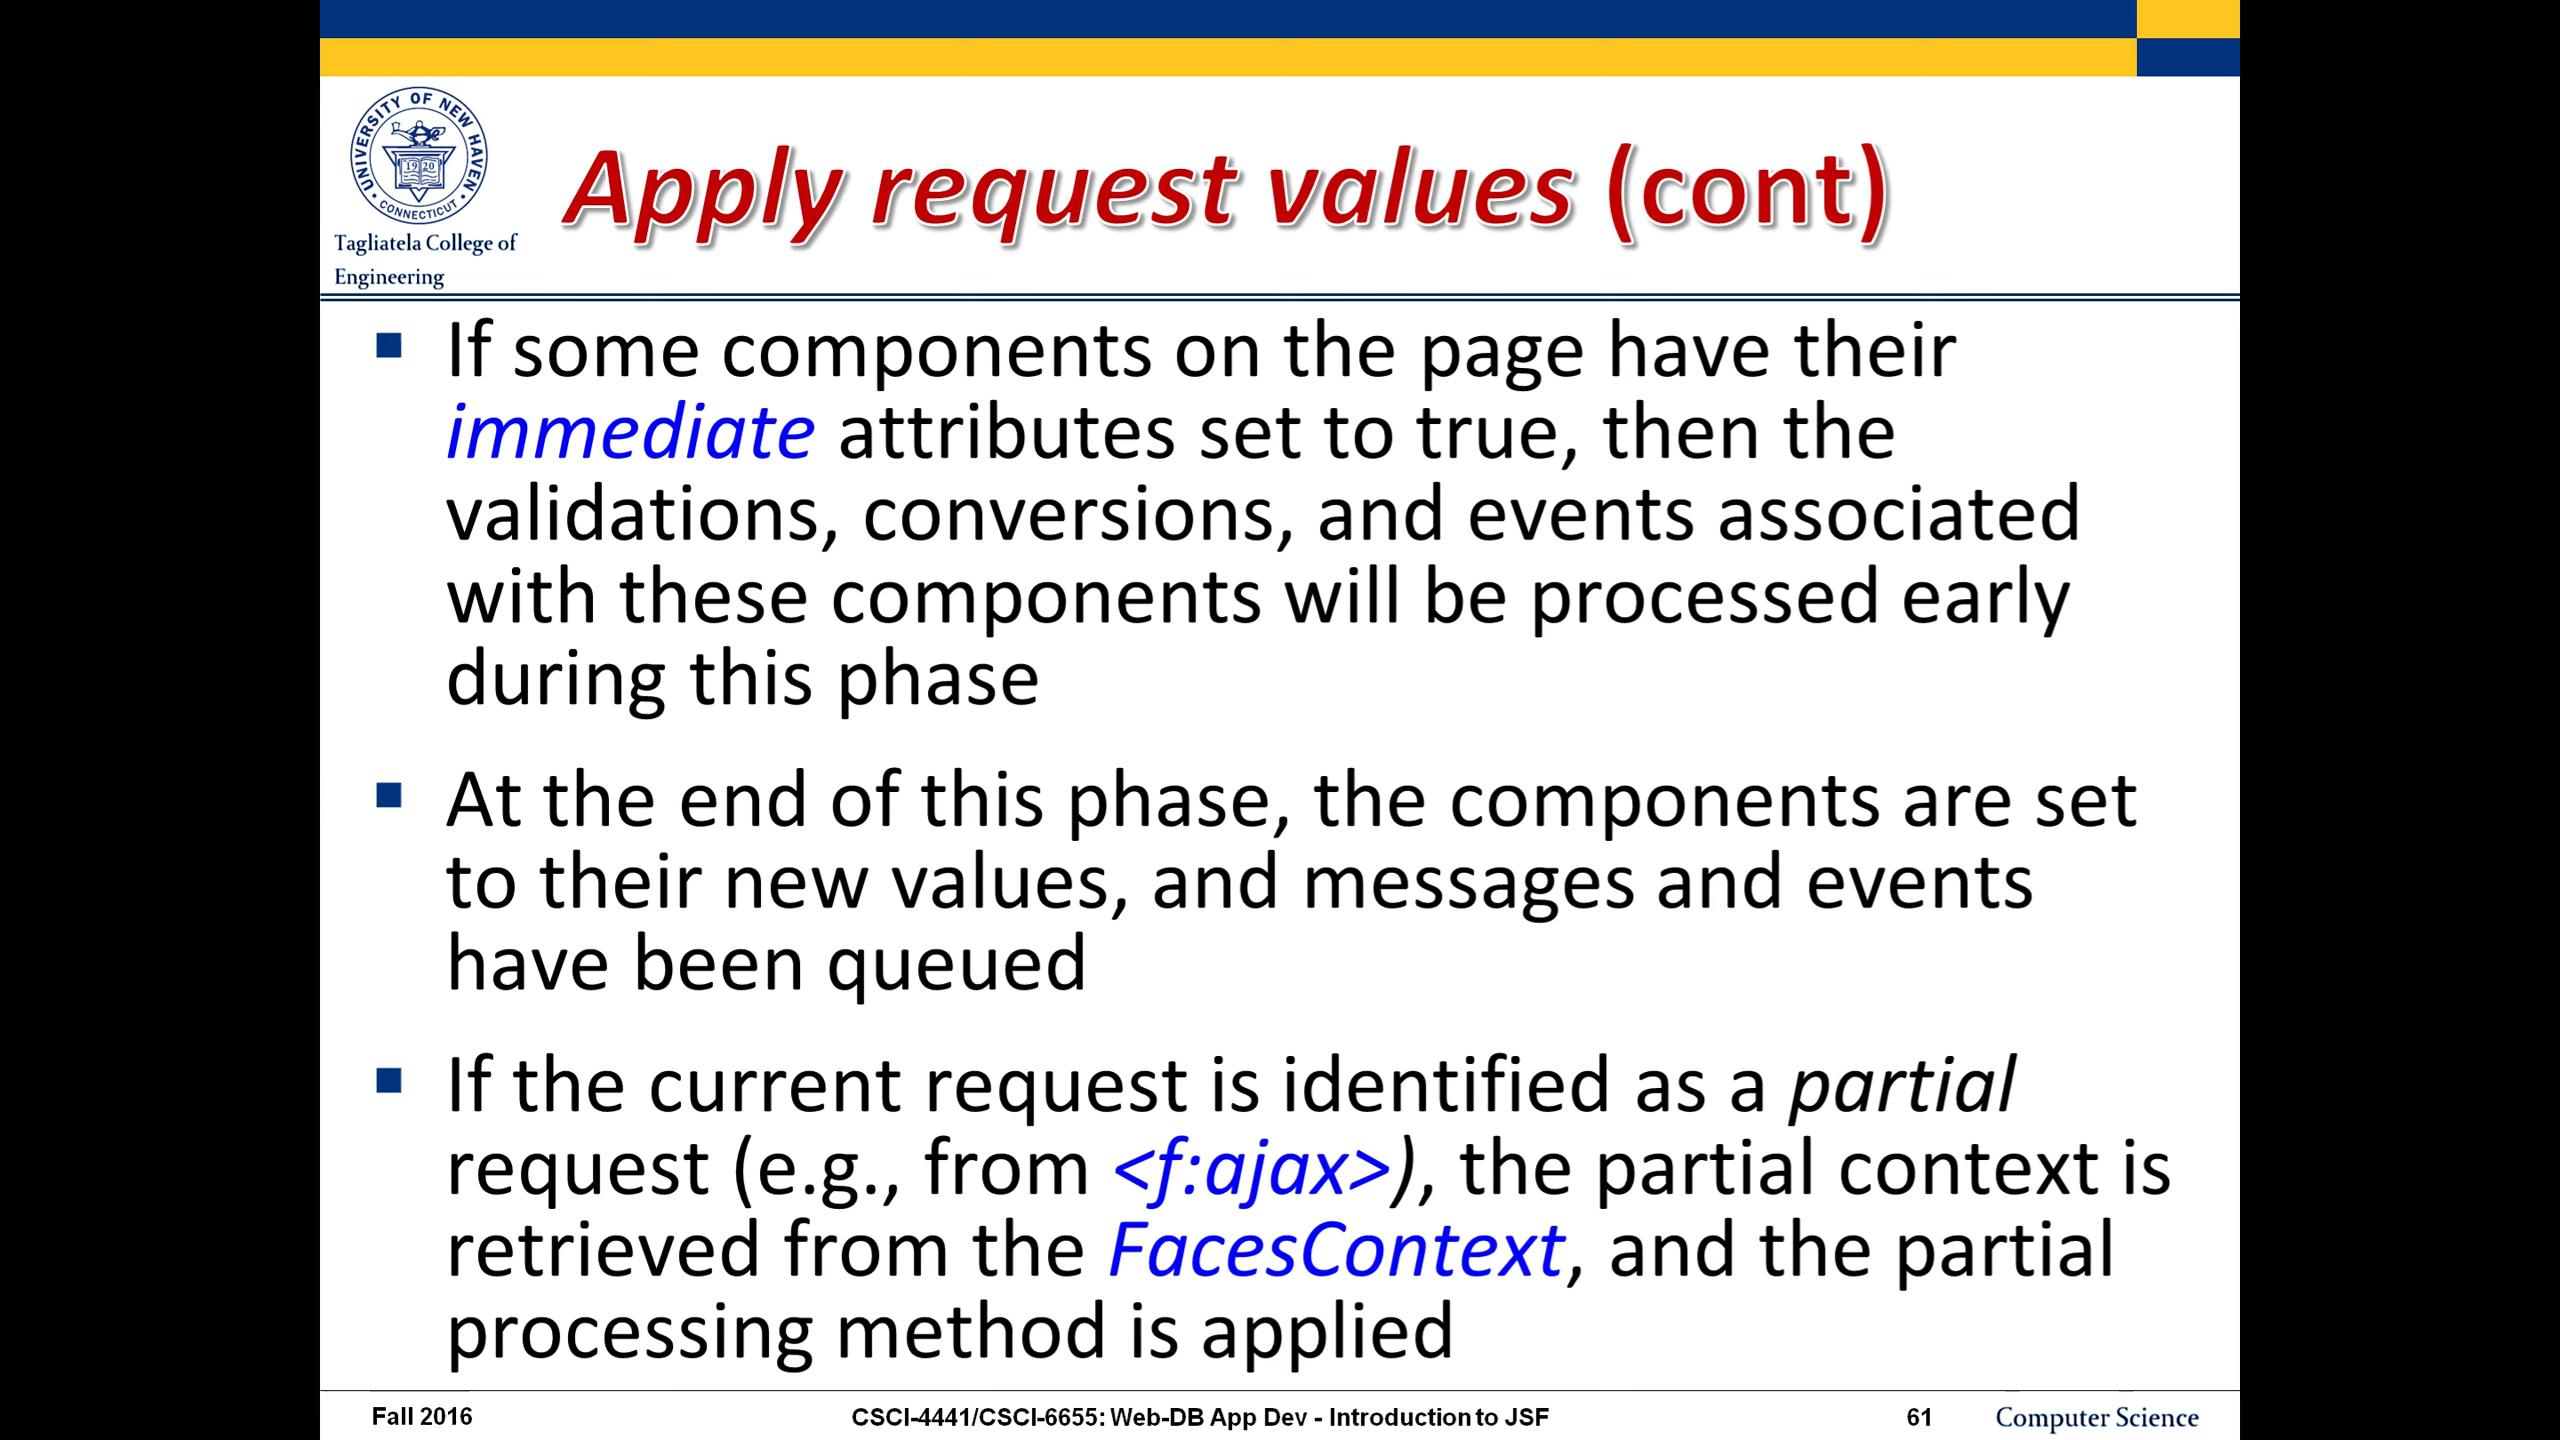 UNIVERSITY OF NEW HAVEN
1920
CONNECTICUT
Tagliatela College of
Engineering
Apply request values (cont)
If some components on the page have their
immediate attributes set to true, then the
validations, conversions, and events associated
with these components will be processed early
during this phase
At the end of this phase, the components are set
to their new values, and messages and events
have been queued
If the current request is identified as a partial
request (e.g., from <f:ajax>), the partial context is
retrieved from the FacesContext, and the partial
processing method is applied
Fall 2016 CSCI-4441/CSCI-6655: Web-DB App Dev - Introduction to JSF 61 Computer Science